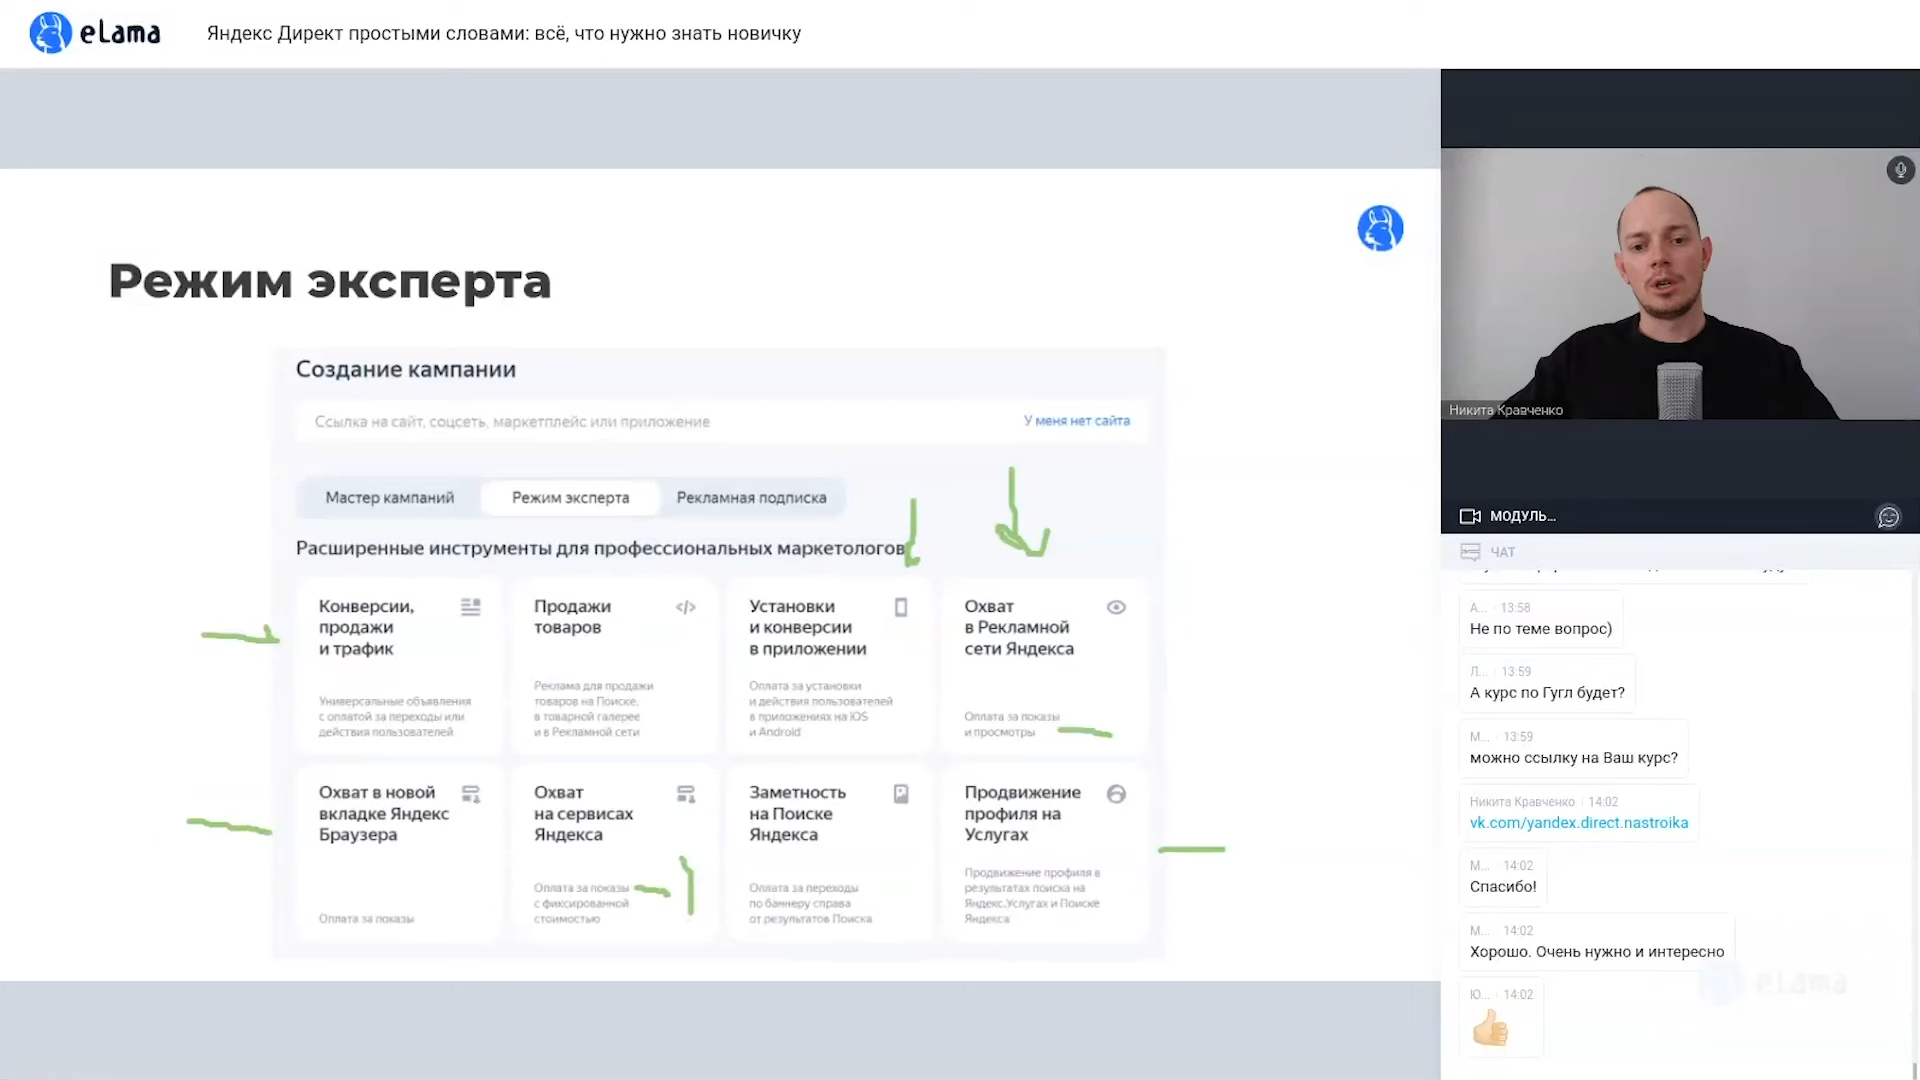 eLama
Яндекс Директ простыми словами: всё, что нужно знать новичку
Режим эксперта
Создание кампании
Ссылка на сайт, соцсеть, маркетплейс или приложение
У меня нет сайта
Мастер кампаний
Режим эксперта
Рекламная подписка
Расширенные инструменты для профессиональных маркетологов
Конверсии,
продажи
и трафик
Универсальные объявления
с оплатой за переходы или
действия пользователей
Продажи
товаров
Реклама для продажи
товаров на Поиске,
в товарной галерее
и в Рекламной сети
Установки
и конверсии
в приложении
Оплата за установки
и действия пользователей
в приложениях на iOS
и Android
Охват
в Рекламной
сети Яндекса
Оплата за показы
и просмотры
Охват в новой
вкладке Яндекс
Браузера
Оплата за показы
Охват
на сервисах
Яндекса
Оплата за показы
с фиксированной
стоимостью
Заметность
на Поиске
Яндекса
Оплата за переходы
по баннеру справа
от результатов Поиска
Продвижение
профиля на
Услугах
Продвижение профиля в
результатах поиска на
Яндекс.Услугах и Поиске
Яндекса
Никита Кравченко
МОДУЛЬ...
ЧАТ
А... 13:58
Не по теме вопрос)
Л... 13:59
А курс по Гугл будет?
М... 13:59
можно ссылку на Ваш курс?
Никита Кравченко 14:02
vk.com/yandex.direct.nastroika
М... 14:02
Спасибо!
М... 14:02
Хорошо. Очень нужно и интересно
eLama
Ю... 14:02